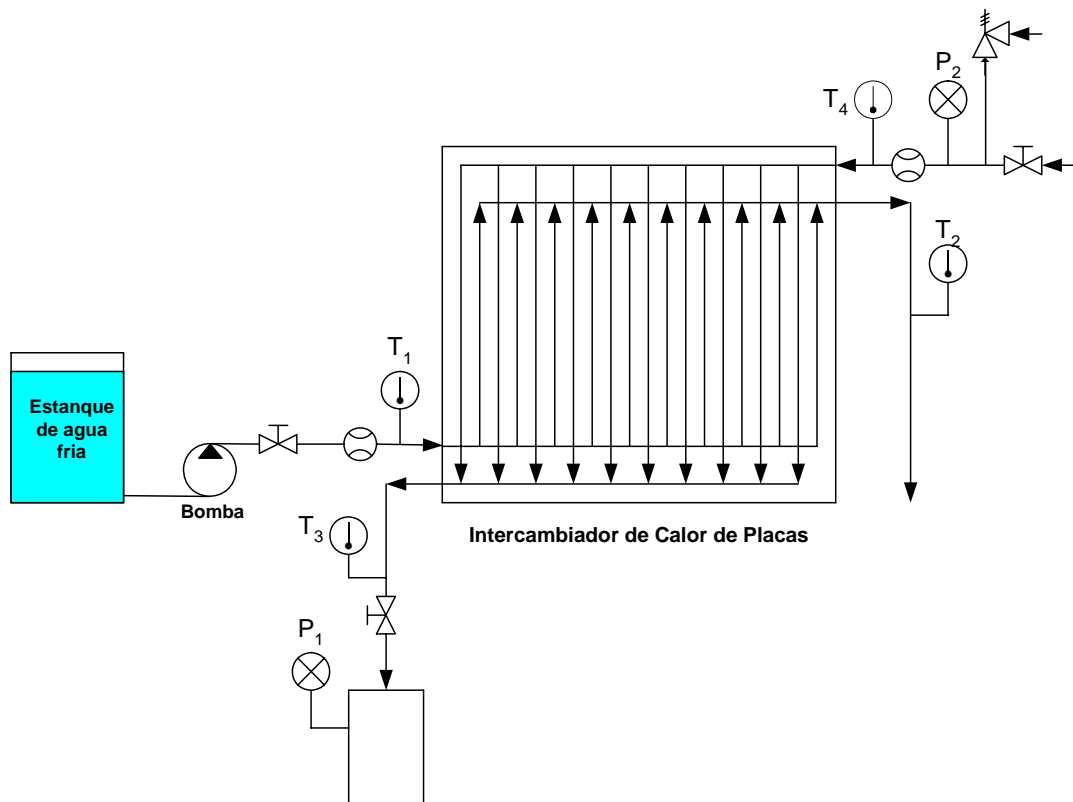 P2
T4
T2
T1
Estanque
de agua
fria
Bomba
T3
Intercambiador de Calor de Placas
P1